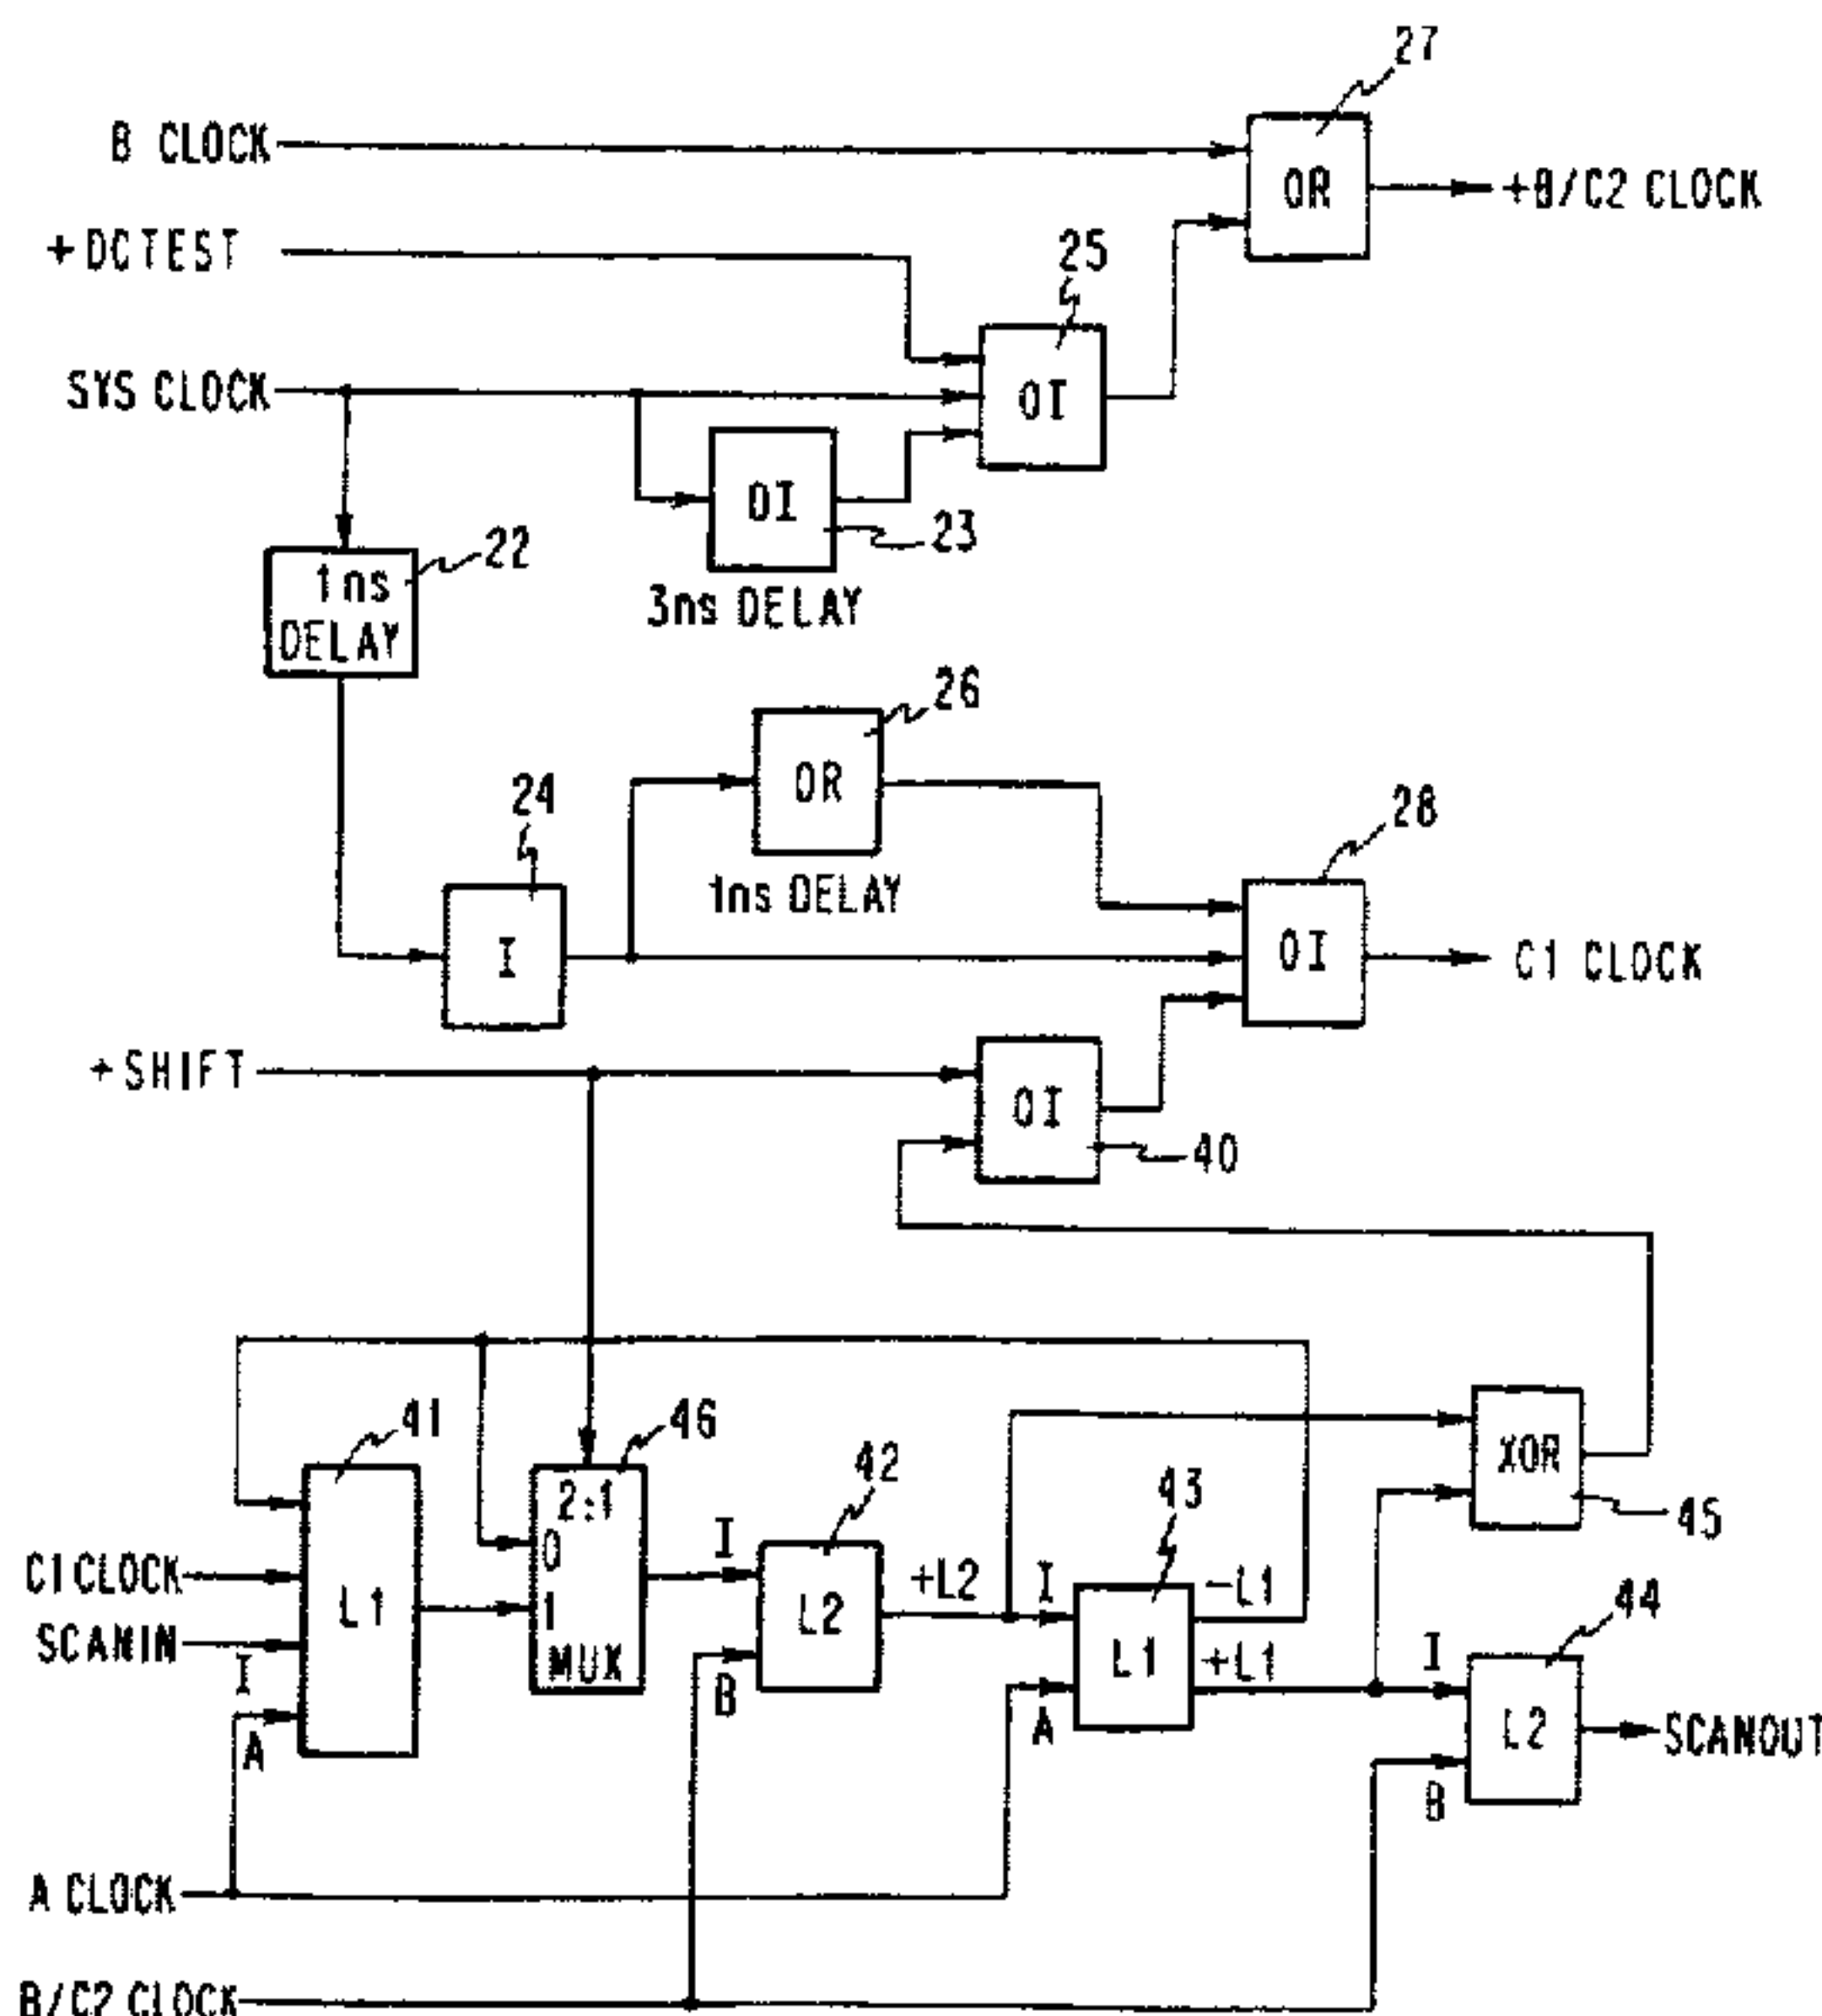 27
B CLOCK
OR
+B/C2 CLOCK
+DCTEST
25
SYS CLOCK
OI
OI
23
22
1ns
DELAY
3ns DELAY
26
OR
24
28
1ns DELAY
I
OI
C1 CLOCK
+SHIFT
OI
40
41
46
42
43
XOR
45
2:1
0
1
MUX
C1 CLOCK
SCANIN
I
A
L1
I
B
L2
+L2
I
A
L1
-L1
+L1
44
I
B
L2
SCANOUT
A CLOCK
B/C2 CLOCK